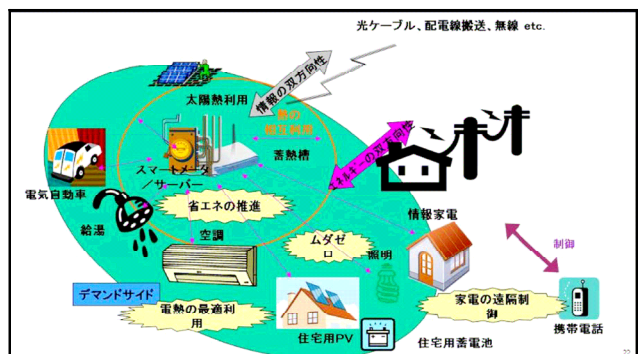 光ケーブル、配電線搬送、無線 etc.
情報の双方向性
太陽熱利用
熱の
相互利用
エネルギーの双方向性
蓄熱槽
スマートメータ
/サーバー
電気自動車
省エネの推進
情報家電
給湯
空調
制御
ムダゼ
ロ
照明
デマンドサイド
電熱の最適利
用
家電の遠隔制
御
住宅用PV
住宅用蓄電池
携帯電話
22